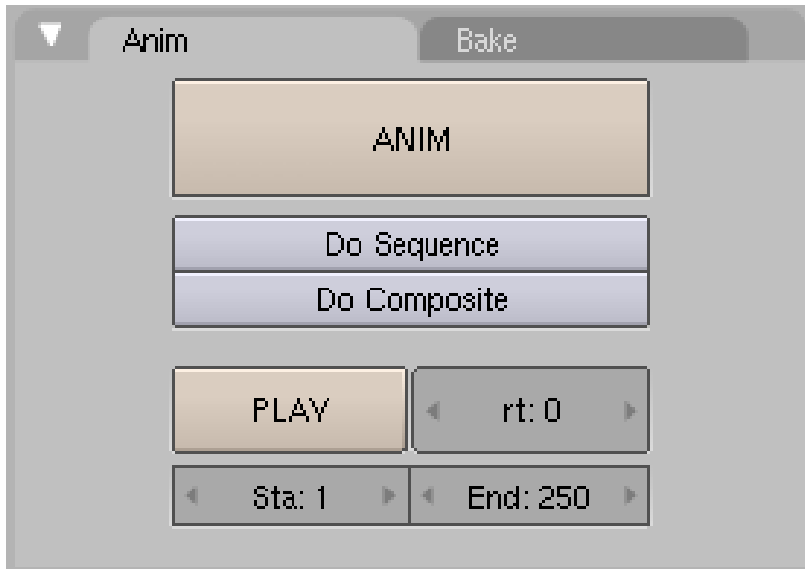 Anim Bake
ANIM
Do Sequence
Do Composite
PLAY rt: 0
Sta: 1 End: 250